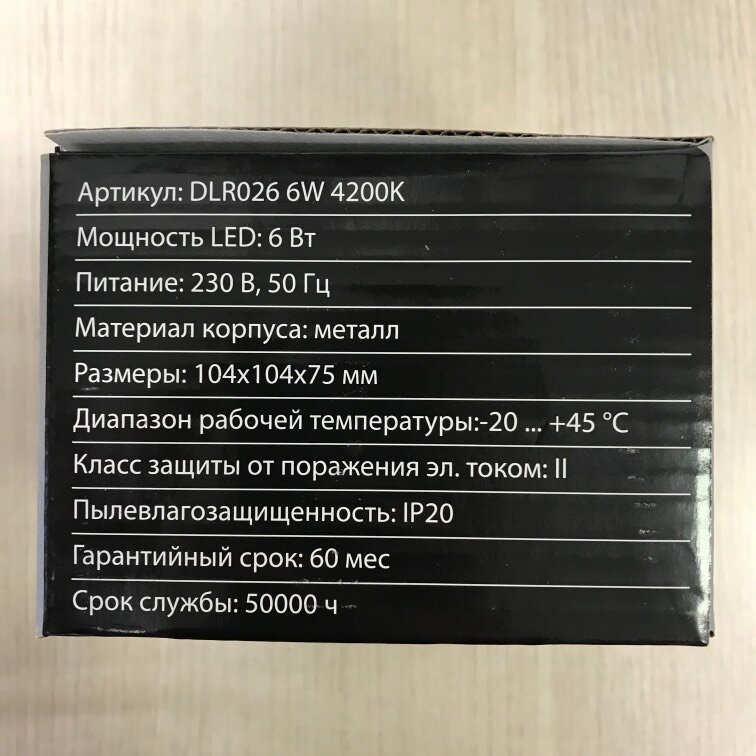 Артикул: DLR026 6W 4200K
Мощность LED: 6 Вт
Питание: 230 В, 50 Гц
Материал корпуса: металл
Размеры: 104x104x75 мм
Диапазон рабочей температуры:-20 ... +45 °C
Класс защиты от поражения эл. током: II
Пылевлагозащищенность: IP20
Гарантийный срок: 60 мес
Срок службы: 50000 ч